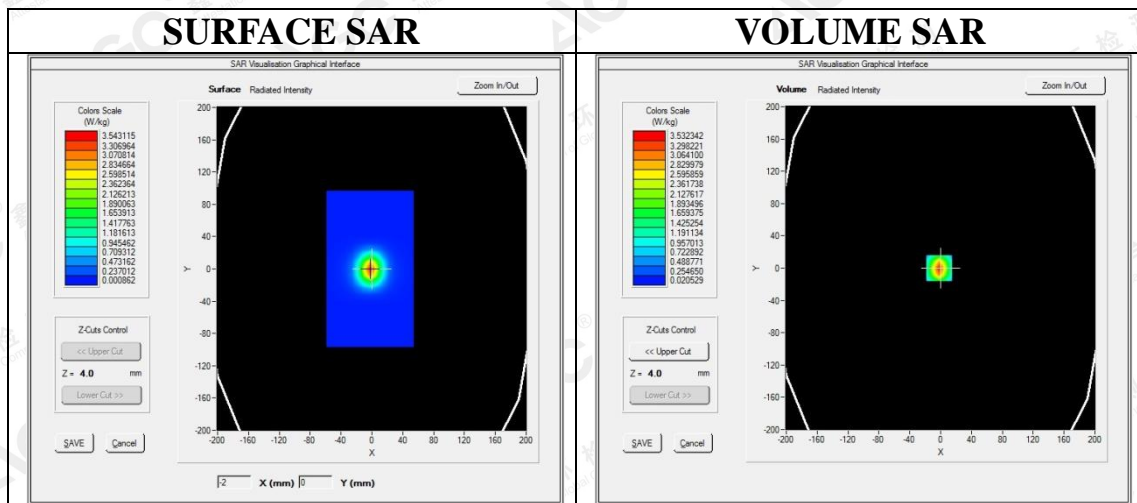 SURFACE SAR
SAR Visualisation Graphical Interface
Surface Radiated Intensity
Zoom In/Out
Colors Scale
(W/kg)
3.543115
3.306964
3.070814
2.834664
2.598514
2.362364
2.126213
1.890063
1.653913
1.417763
1.181613
0.945462
0.709312
0.473162
0.237012
0.000862
200
160
120
80
40
0
-40
-80
-120
-160
-200
Y
-200 -160 -120 -80 -40 0 40 80 120 160 200
X
Z-Cuts Control
<< Upper Cut
Z = 4.0 mm
Lower Cut >>
SAVE Cancel
-2 X (mm) 0 Y (mm)
VOLUME SAR
SAR Visualisation Graphical Interface
Volume Radiated Intensity
Zoom In/Out
Colors Scale
(W/kg)
3.532342
3.298221
3.064100
2.829979
2.595859
2.361738
2.127617
1.893496
1.659375
1.425254
1.191134
0.957013
0.722892
0.488771
0.254650
0.020529
200
160
120
80
40
0
-40
-80
-120
-160
-200
Y
-200 -160 -120 -80 -40 0 40 80 120 160 200
X
Z-Cuts Control
<< Upper Cut
Z = 4.0 mm
Lower Cut >>
SAVE Cancel